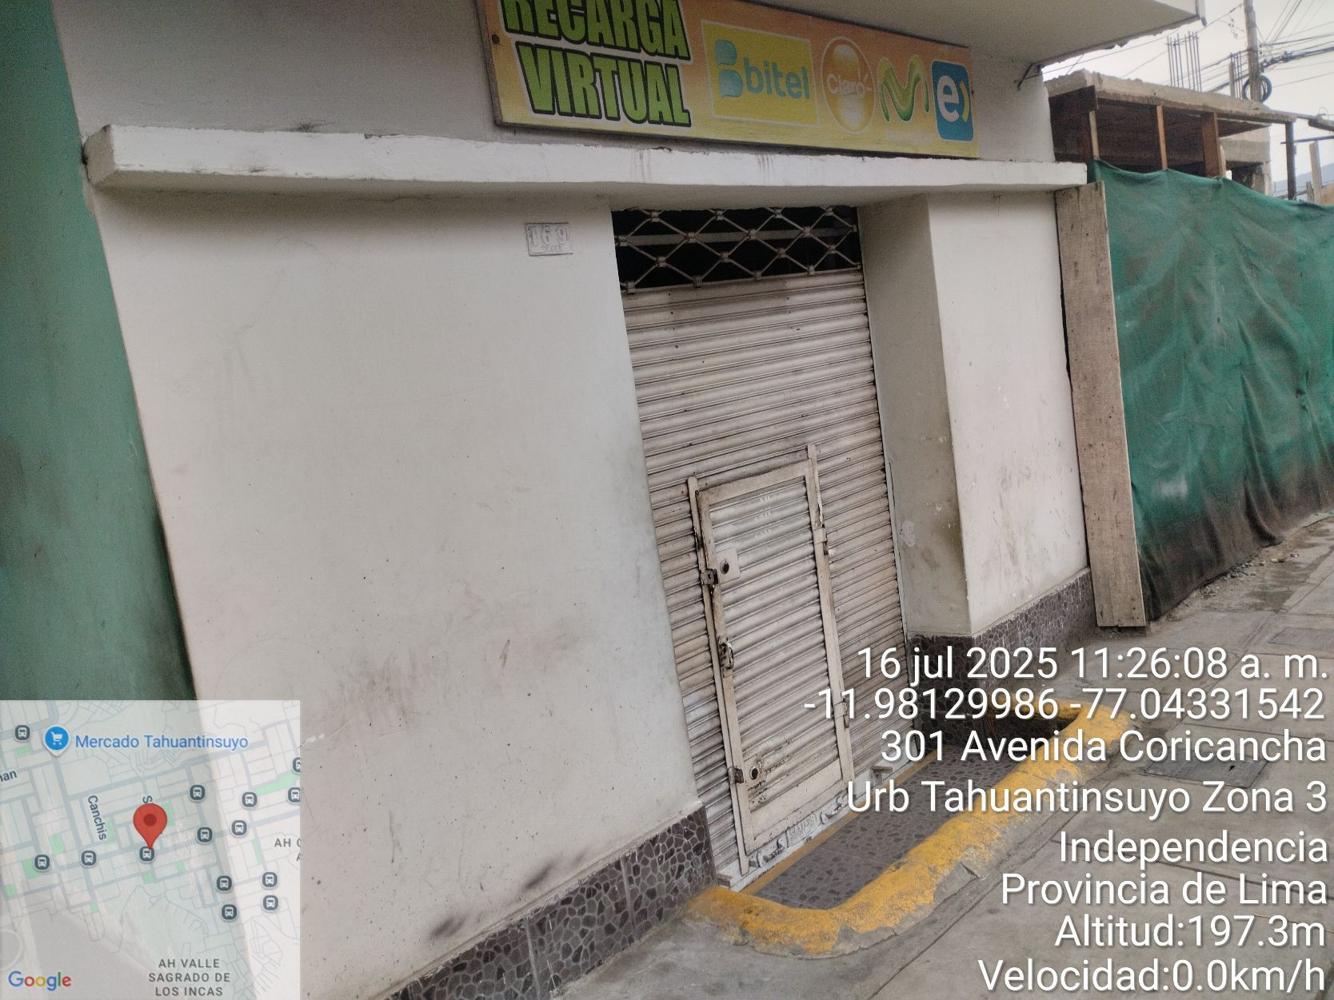 RECARGA
VIRTUAL
bitel
Claro
e
169
16 jul 2025 11:26:08 a. m.
-11.98129986 -77.04331542
301 Avenida Coricancha
Urb Tahuantinsuyo Zona 3
Independencia
Provincia de Lima
Altitud:197.3m
Velocidad:0.0km/h
Mercado Tahuantinsuyo
Canchis
AH VALLE
SAGRADO DE
LOS INCAS
Google